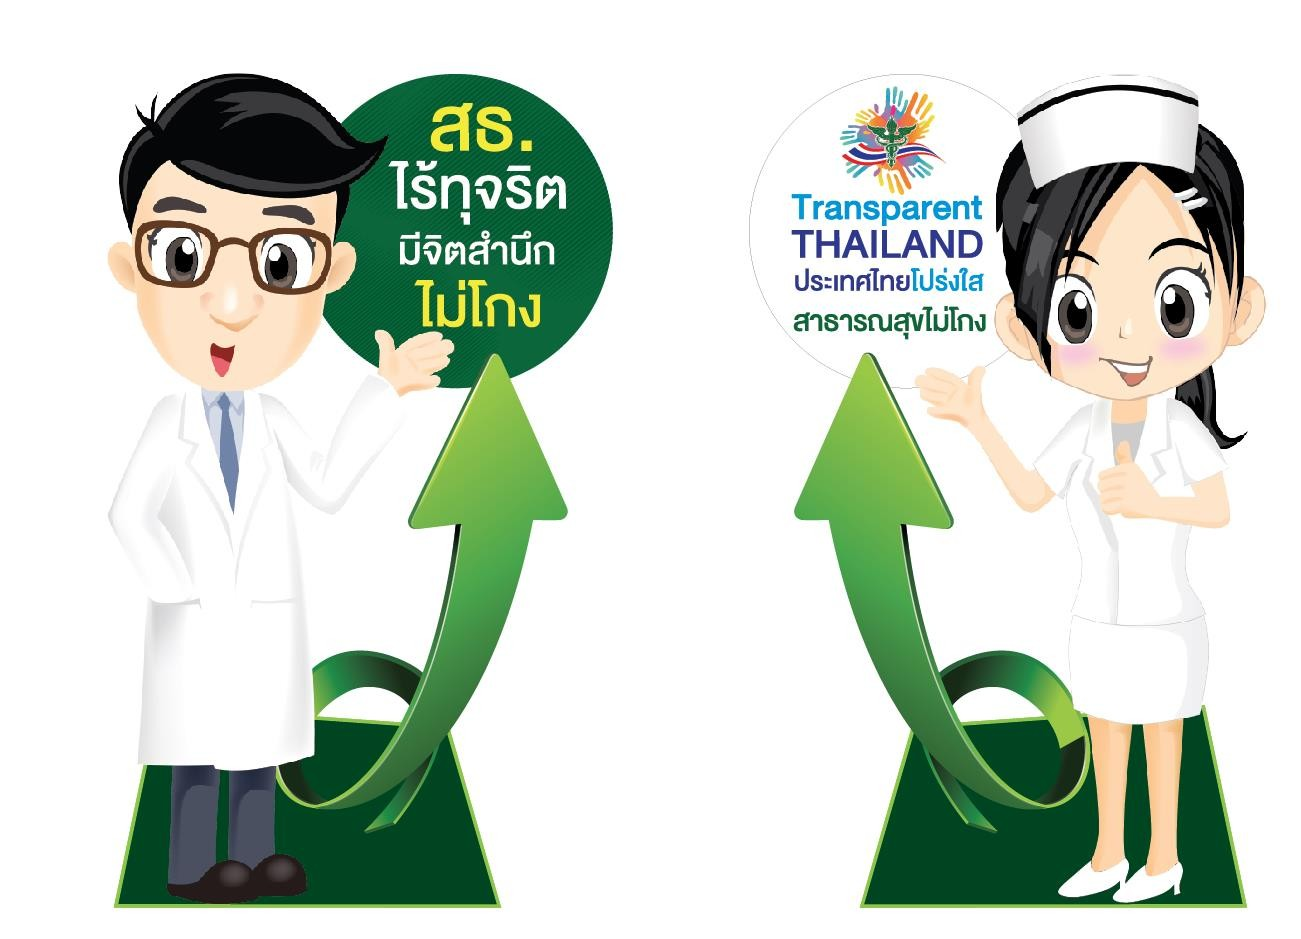 สธ.
ไร้ทุจริต
มีจิตสำนึก
ไม่โกง
Transparent
THAILAND
ประเทศไทยโปร่งใส
สาธารณสุขไม่โกง